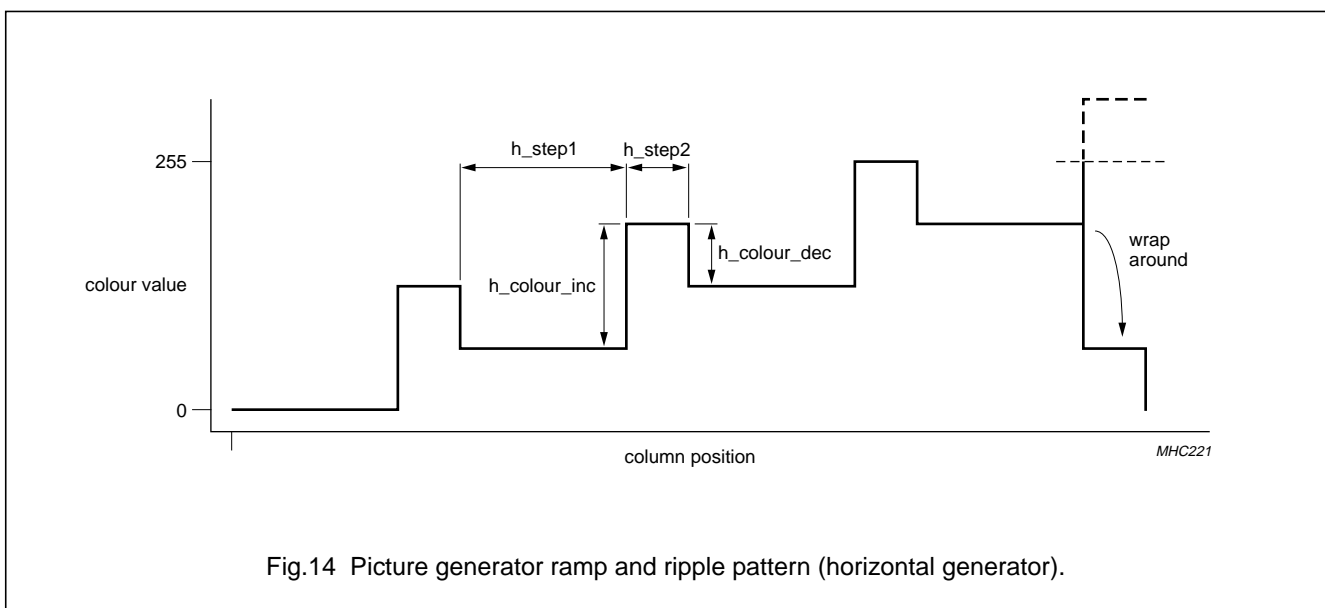 h_step1
h_step2
255
h_colour_dec
wrap
around
colour value
h_colour_inc
0
column position
MHC221
Fig.14 Picture generator ramp and ripple pattern (horizontal generator).